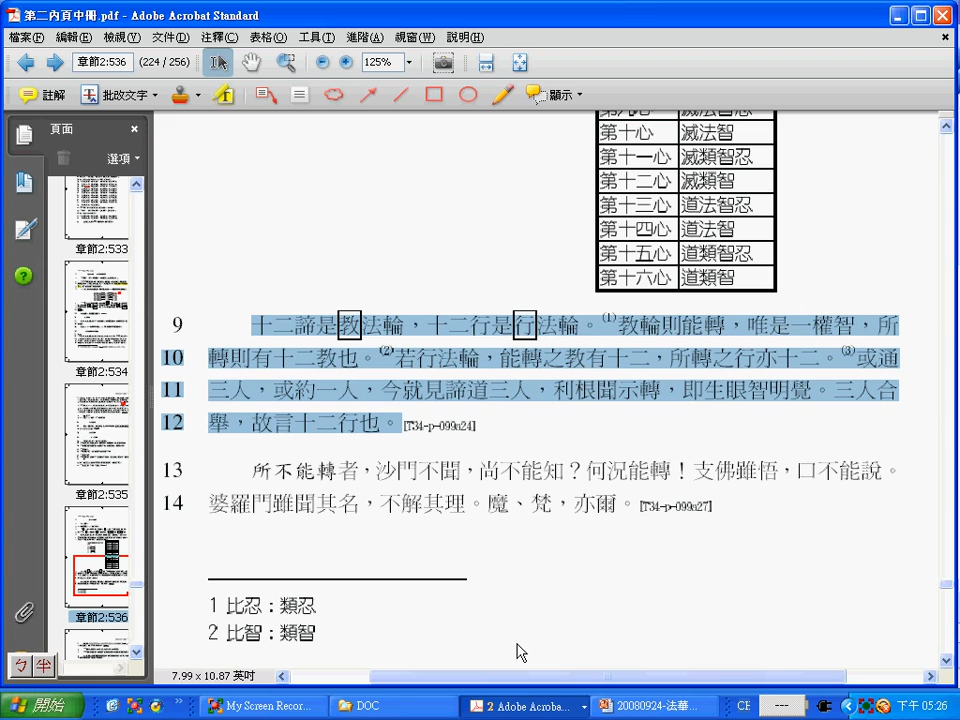 第二內頁中冊.pdf - Adobe Acrobat Standard
檔案(F) 編輯(E) 檢視(V) 文件(D) 注釋(C) 表格(O) 工具(T) 進階(A) 視窗(W) 說明(H)
章節2:536 (224 / 256) 125%
註解 批改文字 顯示
頁面
選項
章節2:533
章節2:534
章節2:535
章節2:536
第十心 滅法智
第十一心 滅類智忍
第十二心 滅類智
第十三心 道法智忍
第十四心 道法智
第十五心 道類智忍
第十六心 道類智
9 十二諦是教法輪，十二行是行法輪。(1)教輪則能轉，唯是一權智，所
10 轉則有十二教也。(2)若行法輪，能轉之教有十二，所轉之行亦十二。(3)或通
11 三人，或約一人，今就見諦道三人，利根聞示轉，即生眼智明覺。三人合
12 舉，故言十二行也。[T34-p-099a24]
13 所不能轉者，沙門不聞，尚不能知？何況能轉！支佛雖悟，口不能說。
14 婆羅門雖聞其名，不解其理。魔、梵，亦爾。[T34-p-099a27]
1 比忍：類忍
2 比智：類智
7.99 x 10.87 英吋
ㄅ 半
開始 My Screen Recor... DOC 2 Adobe Acroba... 20080924-法華... CE 下午 05:26